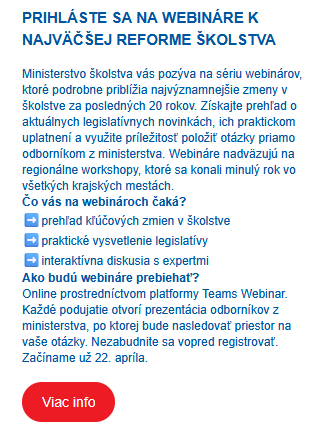 PRIHLÁSTE SA NA WEBINÁRE K
NAJVÄČŠEJ REFORME ŠKOLSTVA
Ministerstvo školstva vás pozýva na sériu webinárov,
ktoré podrobne priblížia najvýznamnejšie zmeny v
školstve za posledných 20 rokov. Získajte prehľad o
aktuálnych legislatívnych novinkách, ich praktickom
uplatnení a využite príležitosť položiť otázky priamo
odborníkom z ministerstva. Webináre nadväzujú na
regionálne workshopy, ktoré sa konali minulý rok vo
všetkých krajských mestách.
Čo vás na webinároch čaká?
➡️ prehľad kľúčových zmien v školstve
➡️ praktické vysvetlenie legislatívy
➡️ interaktívna diskusia s expertmi
Ako budú webináre prebiehať?
Online prostredníctvom platformy Teams Webinar.
Každé podujatie otvorí prezentácia odborníkov z
ministerstva, po ktorej bude nasledovať priestor na
vaše otázky. Nezabudnite sa vopred registrovať.
Začíname už 22. apríla.
Viac info